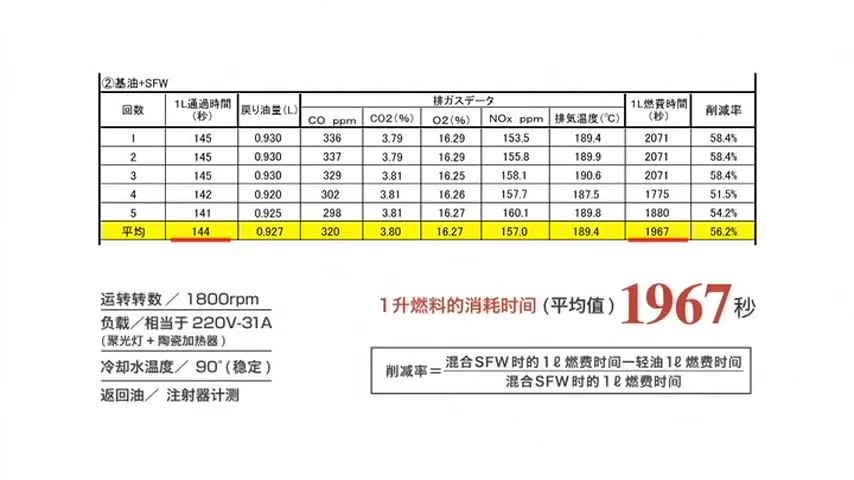 ②基油+SFW
回数 1L通過時間(秒) 戻り油量(L) 排ガスデータ 1L燃費時間(秒) 削減率
CO ppm CO2(%) O2(%) NOx ppm 排気温度(℃)
1 145 0.930 336 3.79 16.29 153.5 189.4 2071 58.4%
2 145 0.930 337 3.79 16.29 155.8 189.9 2071 58.4%
3 145 0.930 329 3.81 16.25 158.1 190.6 2071 58.4%
4 142 0.920 302 3.81 16.26 157.7 187.5 1775 51.5%
5 141 0.925 298 3.81 16.27 160.1 189.8 1880 54.2%
平均 144 0.927 320 3.80 16.27 157.0 189.4 1967 56.2%
运转转数／ 1800rpm
负载／相当于 220V-31A
(聚光灯+陶瓷加热器)
冷却水温度／ 90°(稳定)
返回油／ 注射器计测
1升燃料的消耗时间(平均值) 1967秒
削减率＝
混合SFW时的1ℓ燃费时间一轻油1ℓ燃费时间
混合SFW时的1ℓ燃费时间